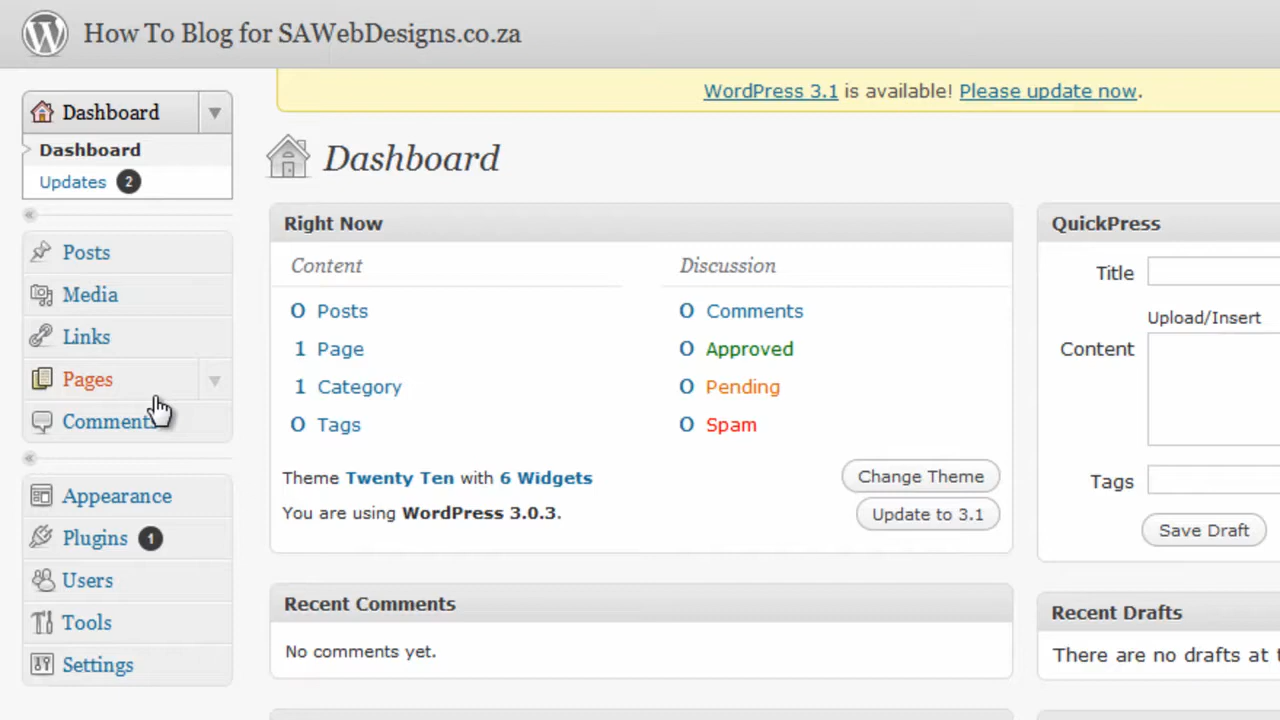 How To Blog for SAWebDesigns.co.za
WordPress 3.1 is available! Please update now.
Dashboard
Dashboard
Updates 2
Posts
Media
Links
Pages
Comments
Appearance
Plugins 1
Users
Tools
Settings
Dashboard
Right Now
Content
0 Posts
1 Page
1 Category
0 Tags
Discussion
0 Comments
0 Approved
0 Pending
0 Spam
Theme Twenty Ten with 6 Widgets
Change Theme
You are using WordPress 3.0.3.
Update to 3.1
Recent Comments
No comments yet.
QuickPress
Title
Upload/Insert
Content
Tags
Save Draft
Recent Drafts
There are no drafts at